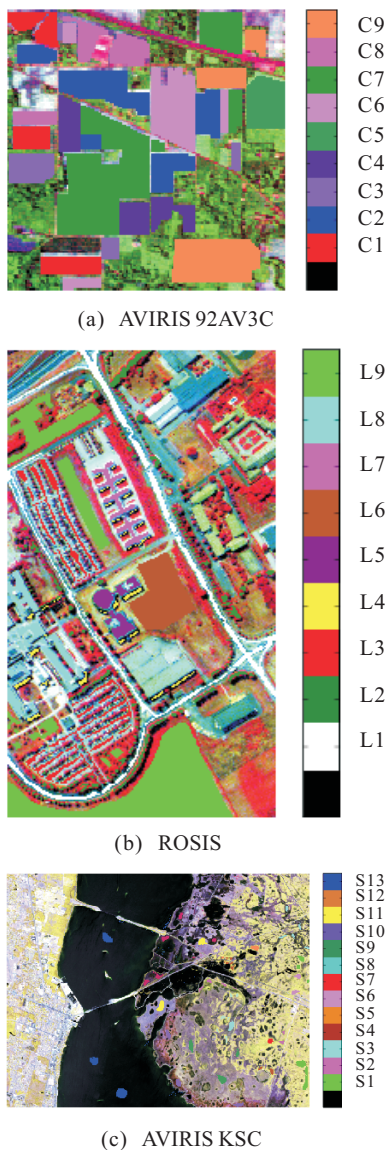 C9
C8
C7
C6
C5
C4
C3
C2
C1
(a) AVIRIS 92AV3C
L9
L8
L7
L6
L5
L4
L3
L2
L1
(b) ROSIS
S13
S12
S11
S10
S9
S8
S7
S6
S5
S4
S3
S2
S1
(c) AVIRIS KSC